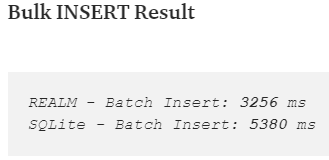 Bulk INSERT Result
REALM - Batch Insert: 3256 ms
SQLite - Batch Insert: 5380 ms